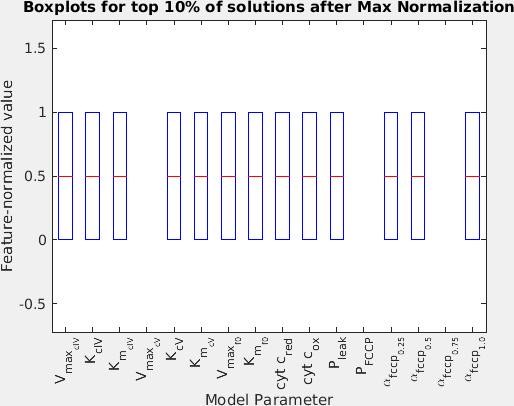 Boxplots for top 10% of solutions after Max Normalization
Feature-normalized value
1.5
1
0.5
0
-0.5
V_max_cIV
K_cIV
K_m_cIV
V_max_cV
K_cV
K_m_cV
V_max_f0
K_m_f0
cyt c_red
cyt c_ox
P_leak
P_FCCP
α_fccp_0.25
α_fccp_0.5
α_fccp_0.75
α_fccp_1.0
Model Parameter